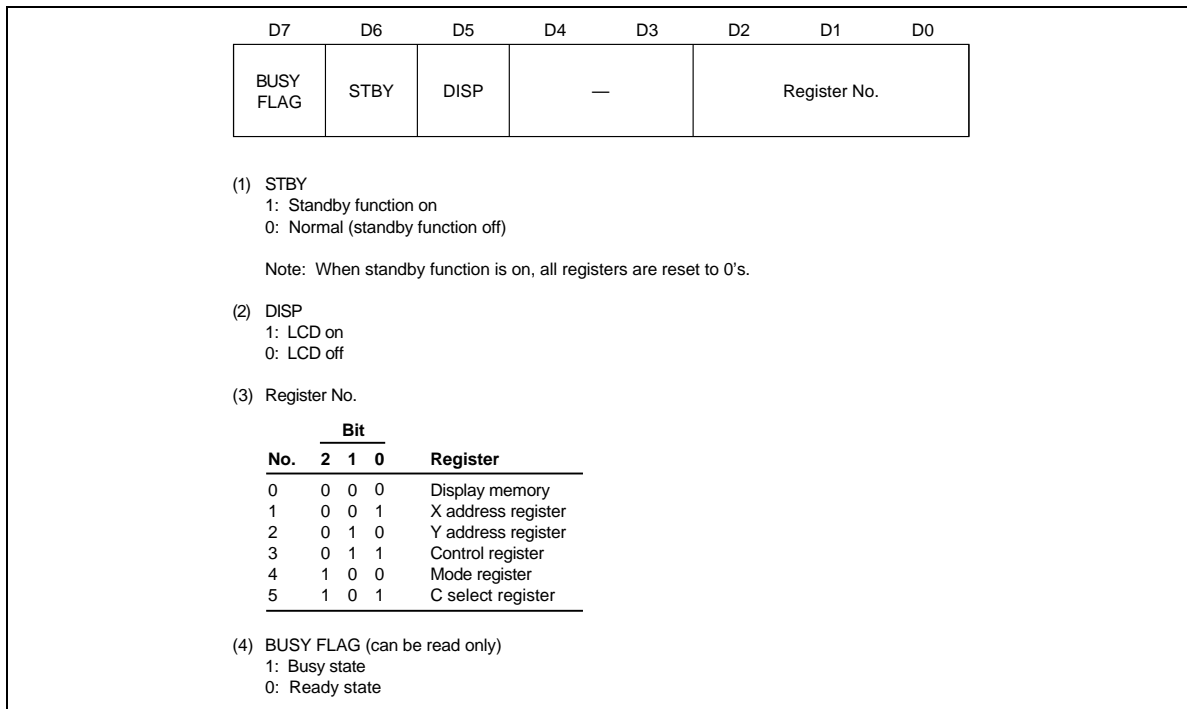 D7 D6 D5 D4 D3 D2 D1 D0
BUSY FLAG STBY DISP — Register No.
(1) STBY
1: Standby function on
0: Normal (standby function off)
Note: When standby function is on, all registers are reset to 0's.
(2) DISP
1: LCD on
0: LCD off
(3) Register No.
Bit
No. 2 1 0 Register
0 0 0 0 Display memory
1 0 0 1 X address register
2 0 1 0 Y address register
3 0 1 1 Control register
4 1 0 0 Mode register
5 1 0 1 C select register
(4) BUSY FLAG (can be read only)
1: Busy state
0: Ready state